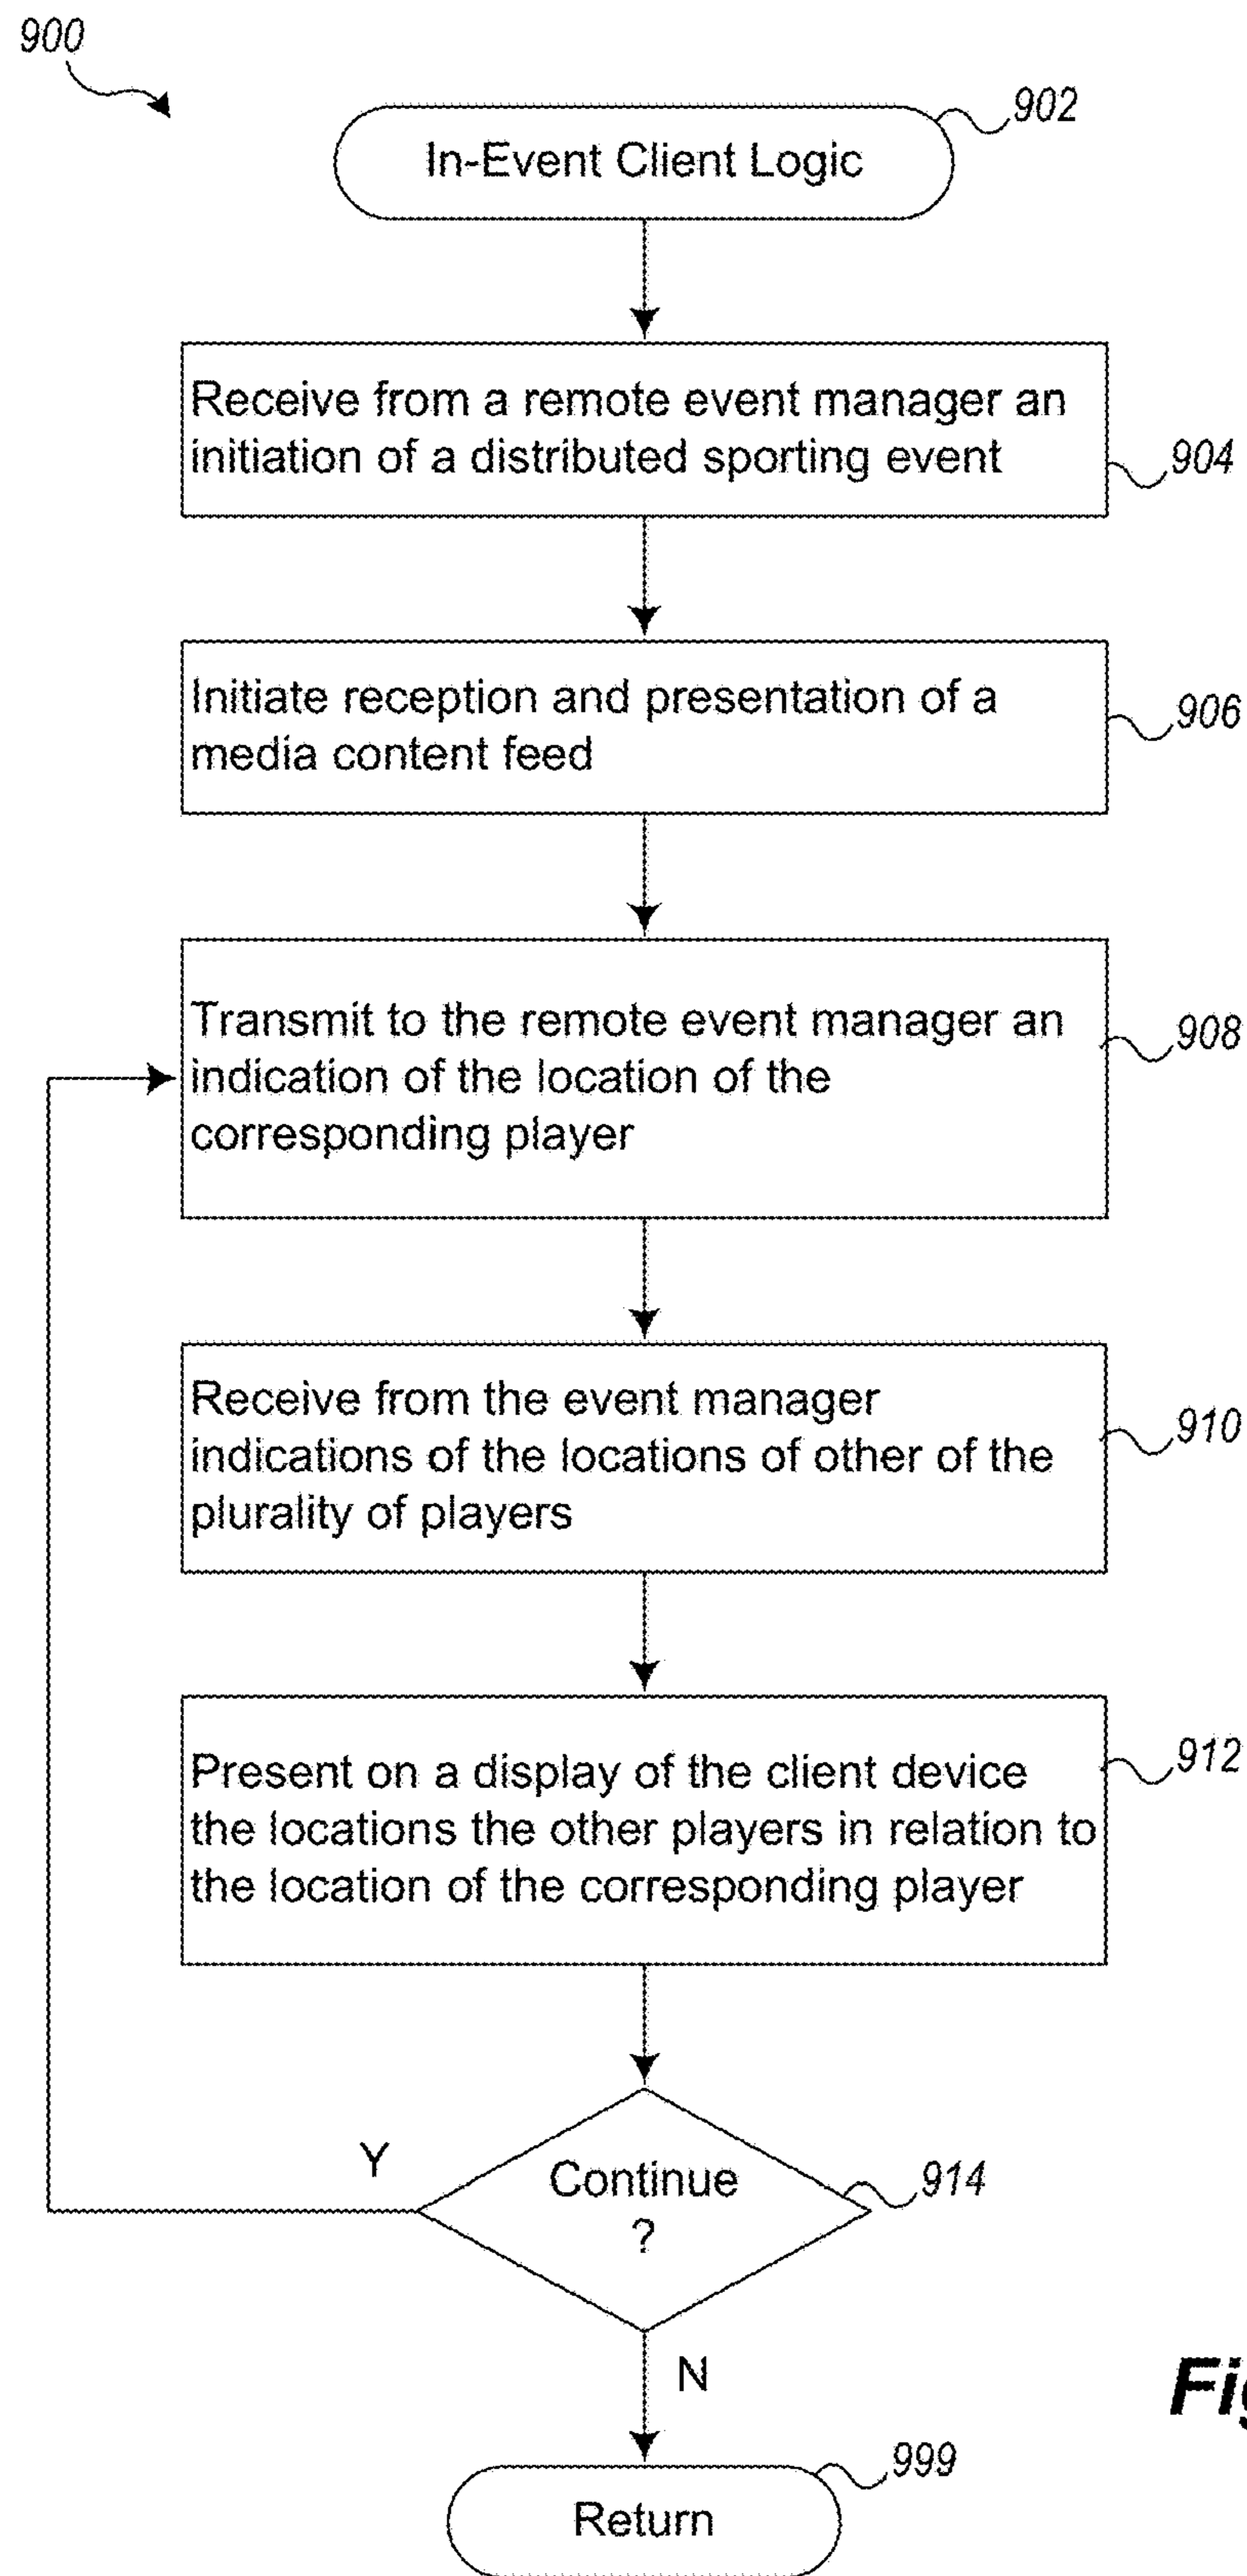 900
902
In-Event Client Logic
Receive from a remote event manager an
initiation of a distributed sporting event
904
Initiate reception and presentation of a
media content feed
906
Transmit to the remote event manager an
indication of the location of the
corresponding player
908
Receive from the event manager
indications of the locations of other of the
plurality of players
910
Present on a display of the client device
the locations the other players in relation to
the location of the corresponding player
912
Y
Continue
?
914
N
999
Return